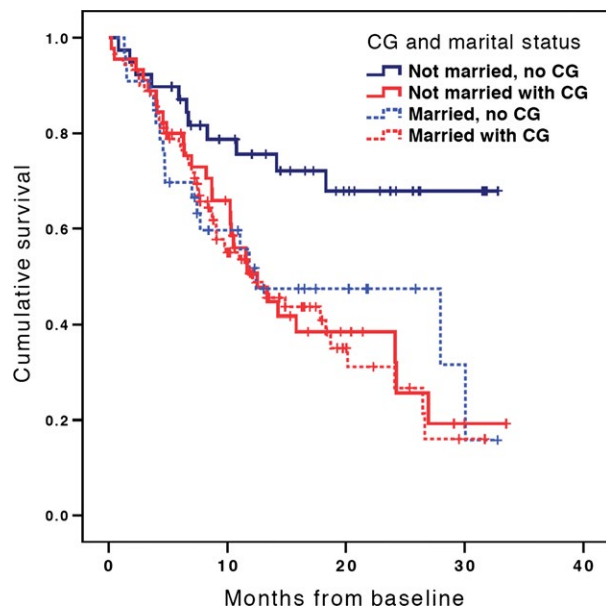 CG and marital status
Not married, no CG
Not married with CG
Married, no CG
Married with CG
1.0
0.8
0.6
0.4
0.2
0.0
Cumulative survival
0 10 20 30 40
Months from baseline